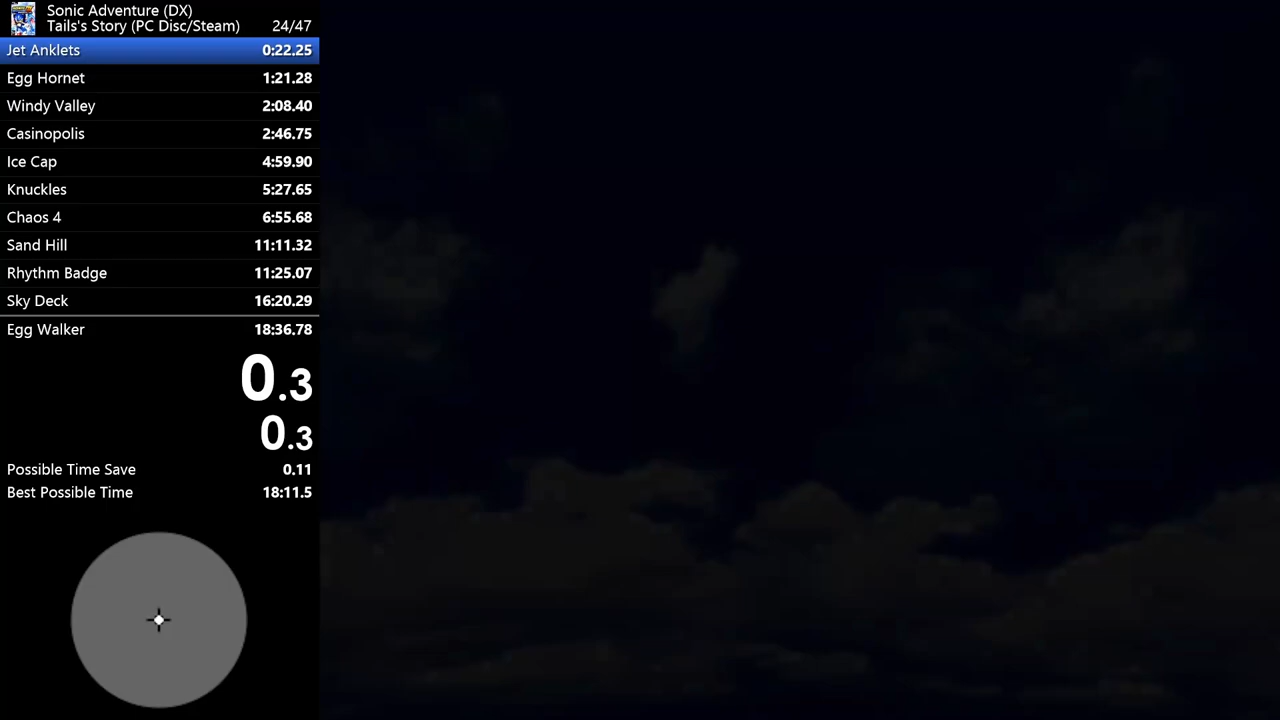 Sonic Adventure (DX)
Tails's Story (PC Disc/Steam) 24/47
Jet Anklets 0:22.25
Egg Hornet 1:21.28
Windy Valley 2:08.40
Casinopolis 2:46.75
Ice Cap 4:59.90
Knuckles 5:27.65
Chaos 4 6:55.68
Sand Hill 11:11.32
Rhythm Badge 11:25.07
Sky Deck 16:20.29
Egg Walker 18:36.78
0.3
0.3
Possible Time Save 0.11
Best Possible Time 18:11.5